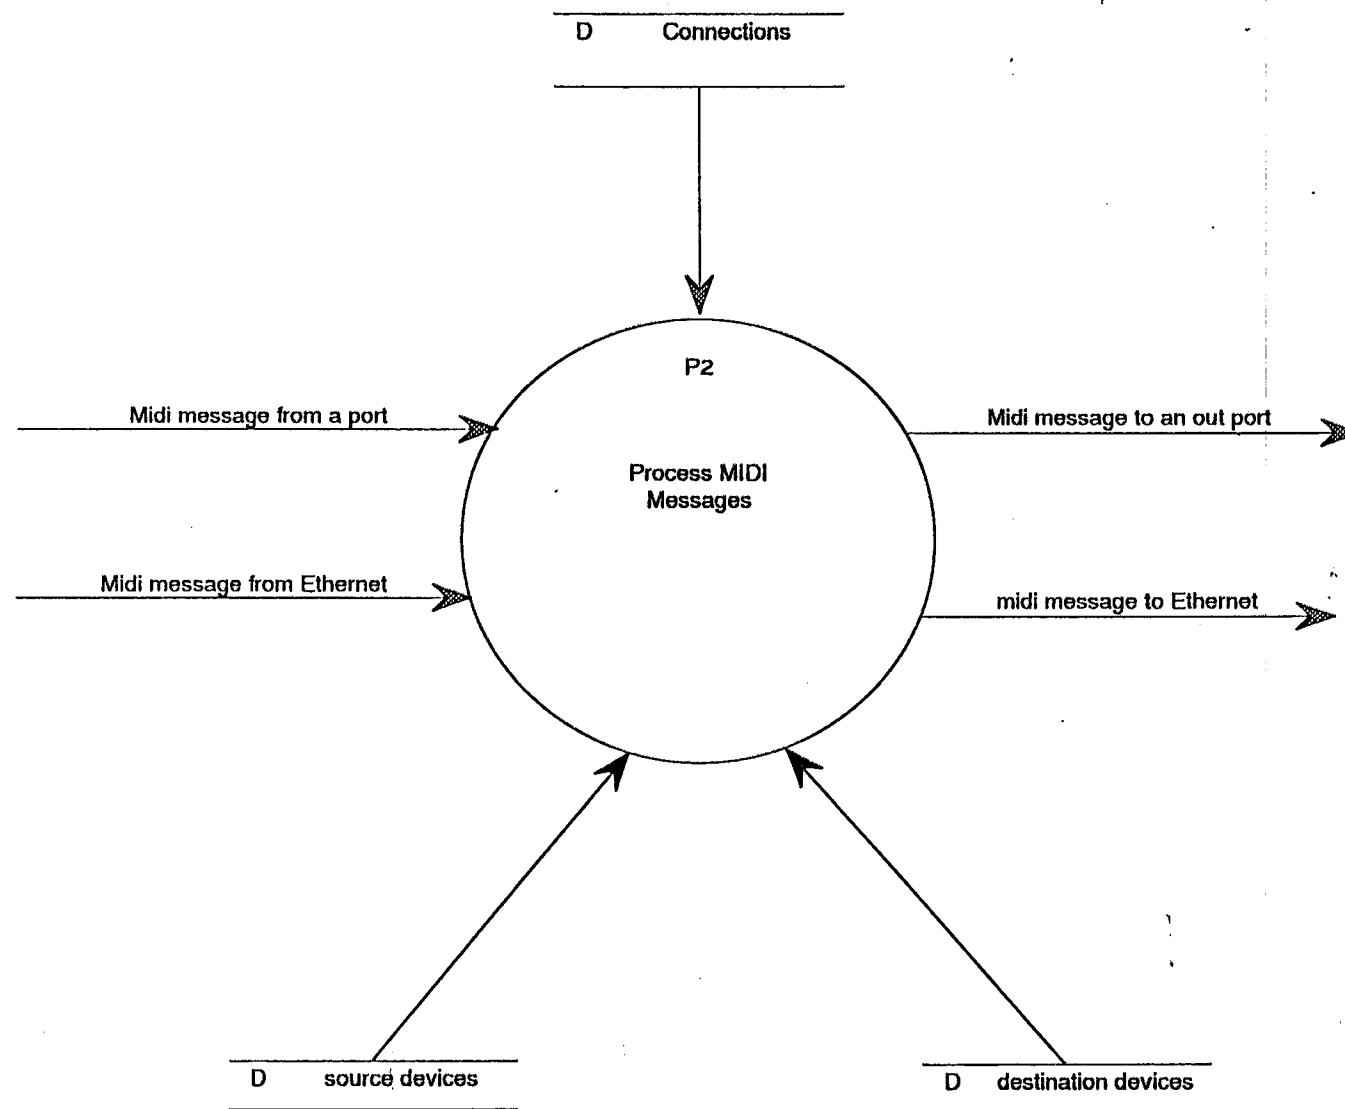 D Connections
P2
Midi message from a port
Midi message to an out port
Process MIDI
Messages
Midi message from Ethernet
midi message to Ethernet
D source devices
D destination devices